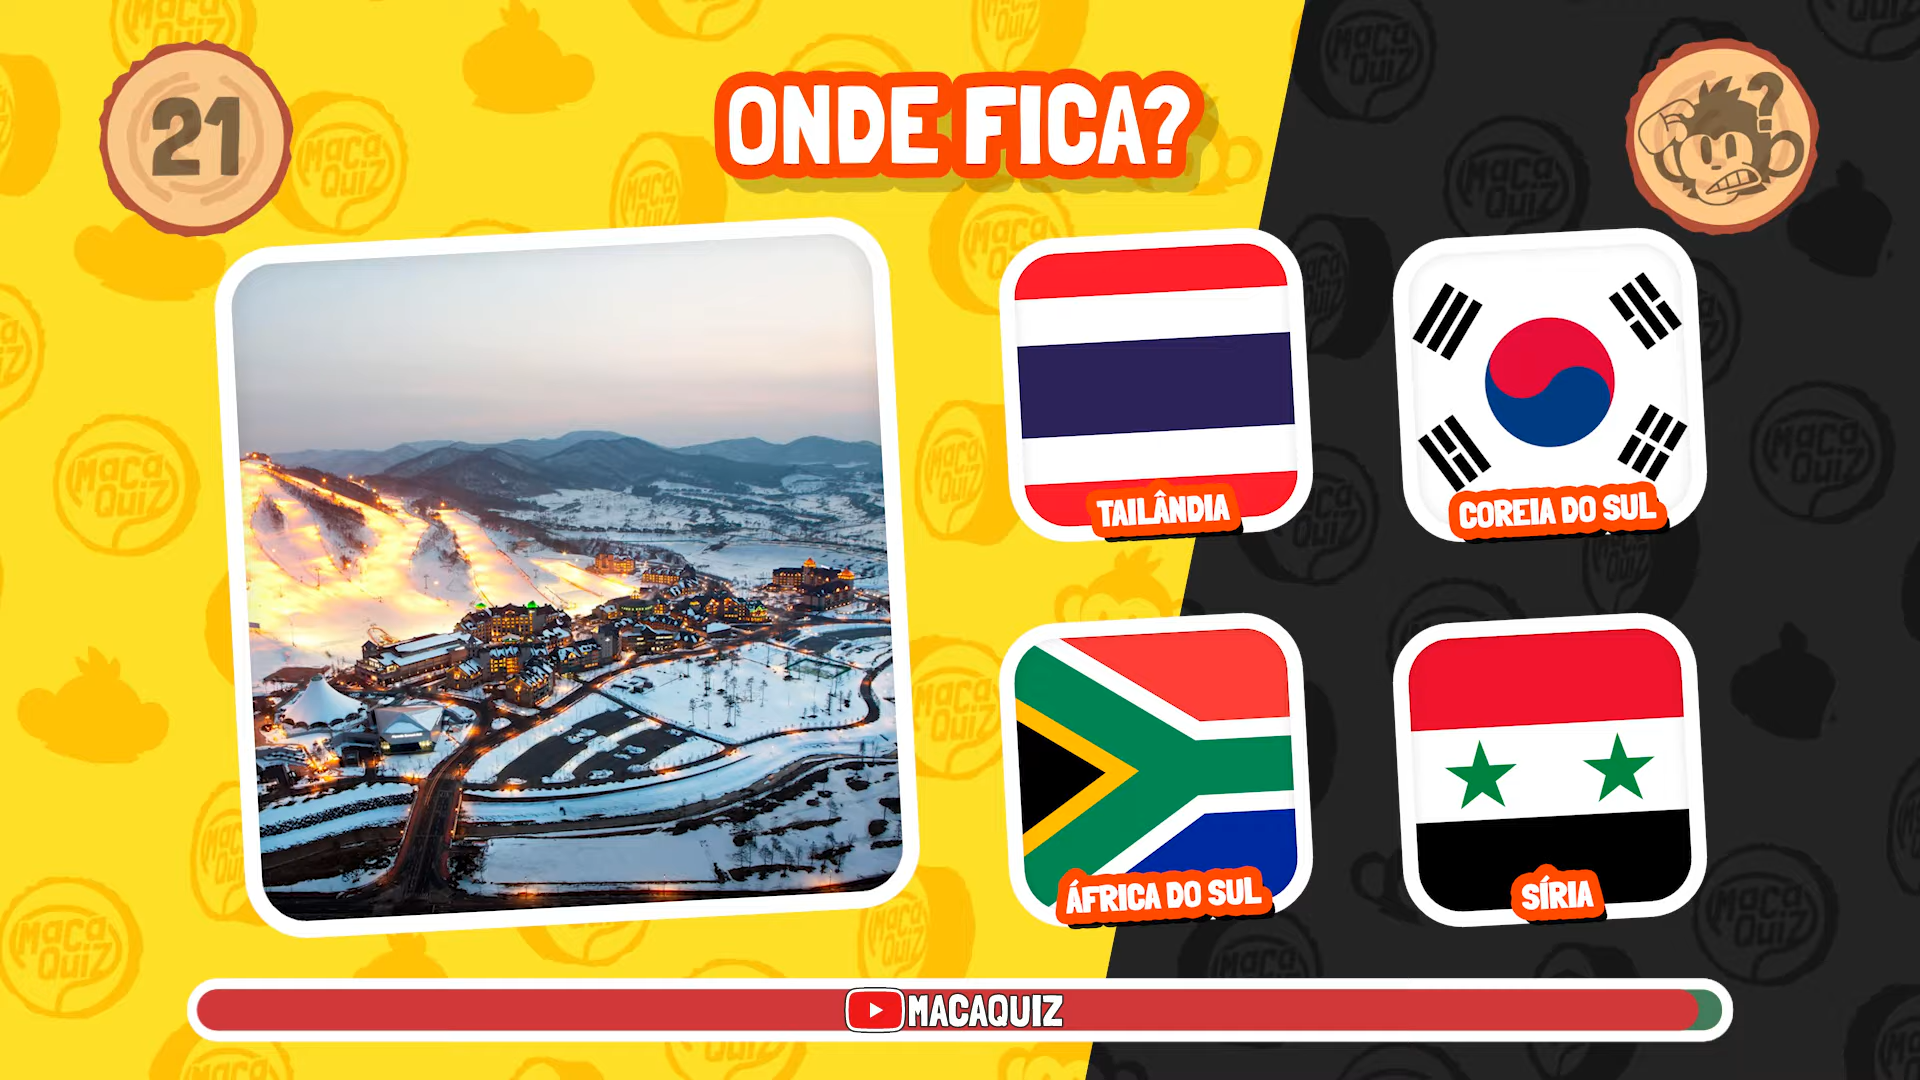 21
ONDE FICA?
TAILÂNDIA
COREIA DO SUL
ÁFRICA DO SUL
SÍRIA
MACAQUIZ